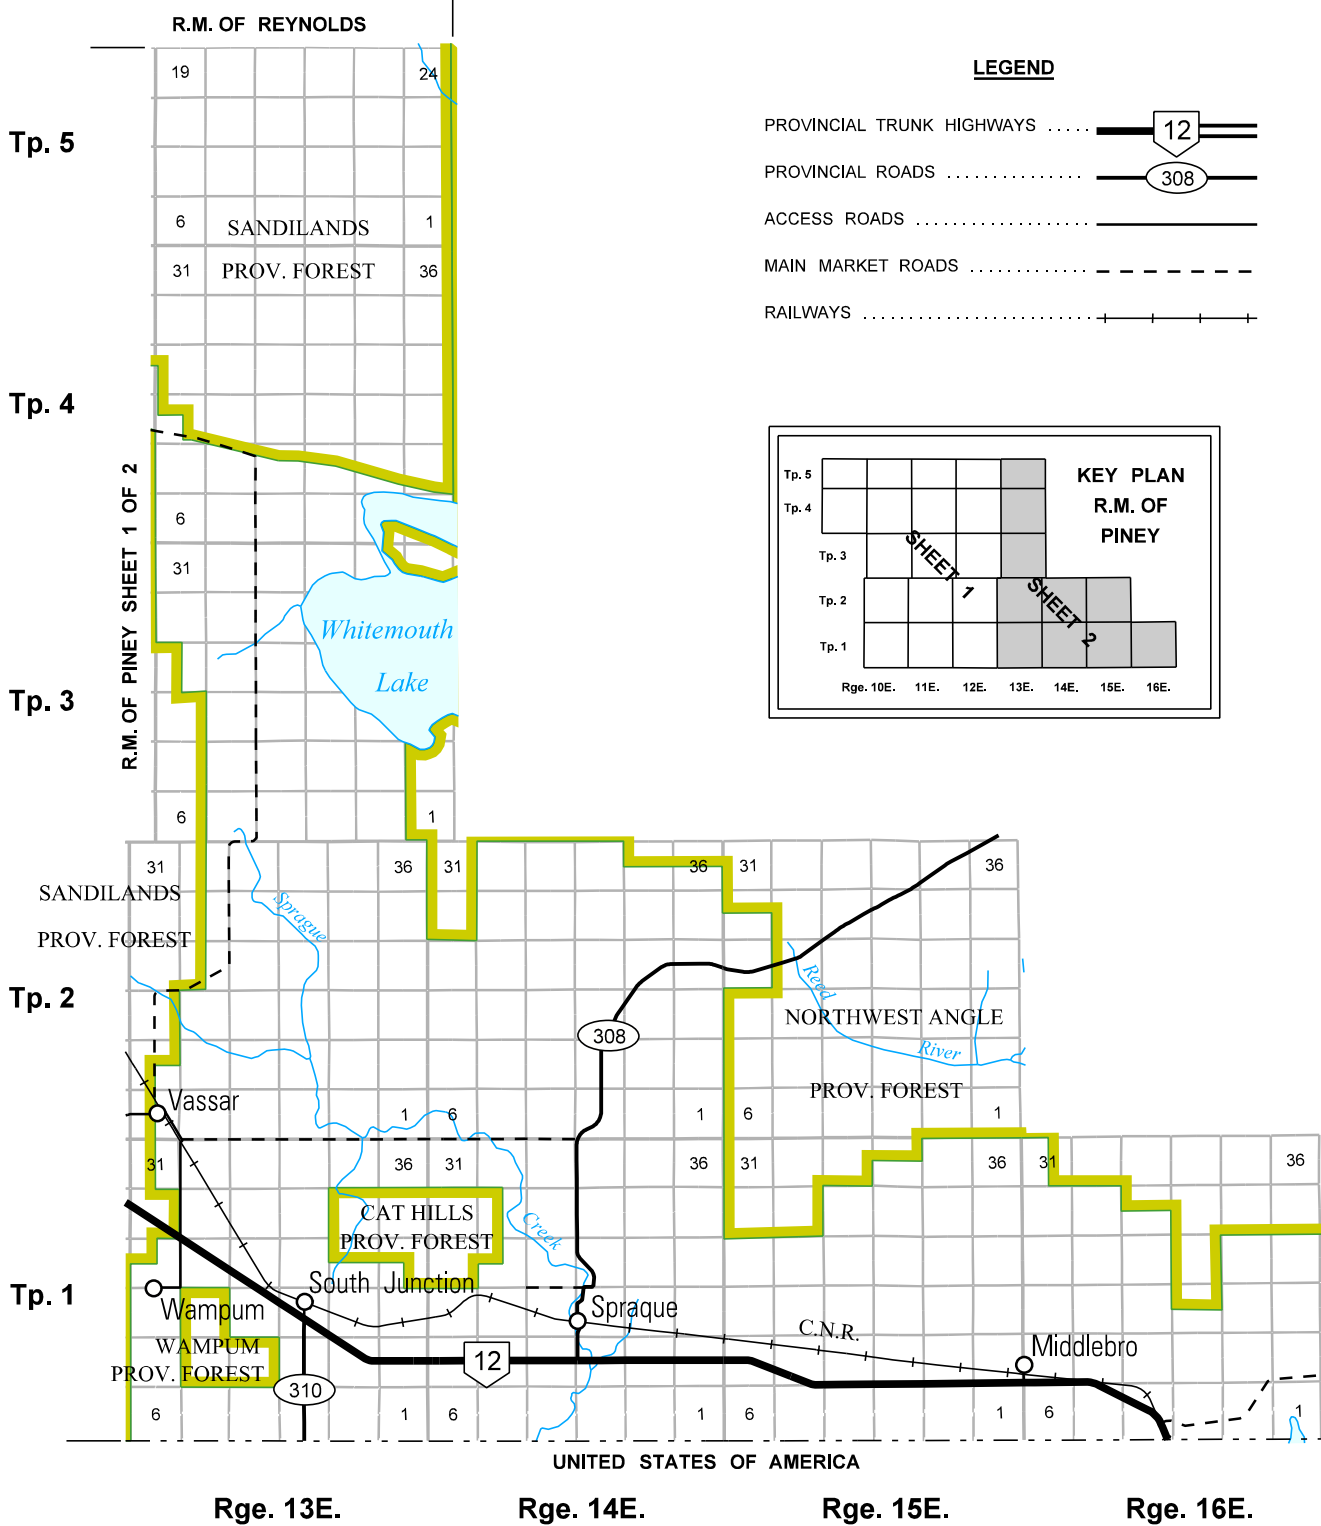 R.M. OF REYNOLDS
LEGEND
PROVINCIAL TRUNK HIGHWAYS ..... 12
PROVINCIAL ROADS ............... 308
ACCESS ROADS ..................
MAIN MARKET ROADS .............
RAILWAYS .........................
19 24
Tp. 5
6 SANDILANDS 1
31 PROV. FOREST 36
Tp. 4
KEY PLAN
R.M. OF
PINEY
Tp. 5
Tp. 4
Tp. 3
Tp. 2
Tp. 1
SHEET 1
SHEET 2
Rge. 10E. 11E. 12E. 13E. 14E. 15E. 16E.
R.M. OF PINEY SHEET 1 OF 2
6
31
Whitemouth
Lake
Tp. 3
6 1
31 36 31 36 31 36
SANDILANDS
PROV. FOREST
Sprague
Reed
River
Tp. 2
NORTHWEST ANGLE
PROV. FOREST
308
Vassar
1 6 1 6 1
31 36 31 36 31 36 31 36
CAT HILLS
PROV. FOREST
Creek
Tp. 1
South Junction
Wampum
Spraque
C.N.R.
Middlebro
WAMPUM
PROV. FOREST
12
310
6 1 6 1 6 1 6 1
UNITED STATES OF AMERICA
Rge. 13E. Rge. 14E. Rge. 15E. Rge. 16E.